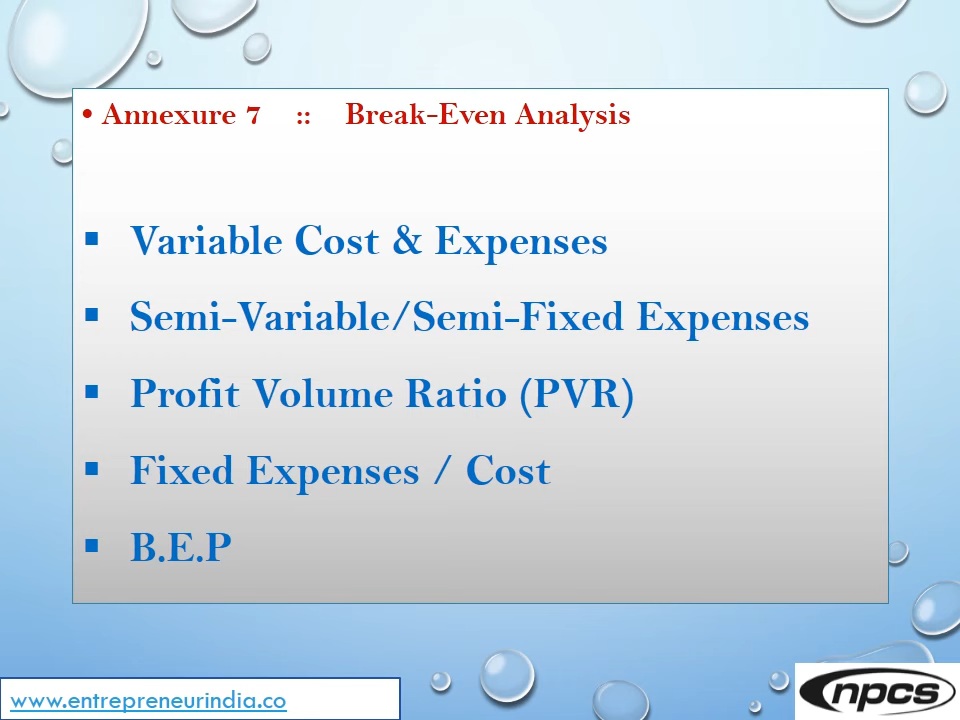 • Annexure 7 :: Break-Even Analysis
▪ Variable Cost & Expenses
▪ Semi-Variable/Semi-Fixed Expenses
▪ Profit Volume Ratio (PVR)
▪ Fixed Expenses / Cost
▪ B.E.P
www.entrepreneurindia.co
npcs